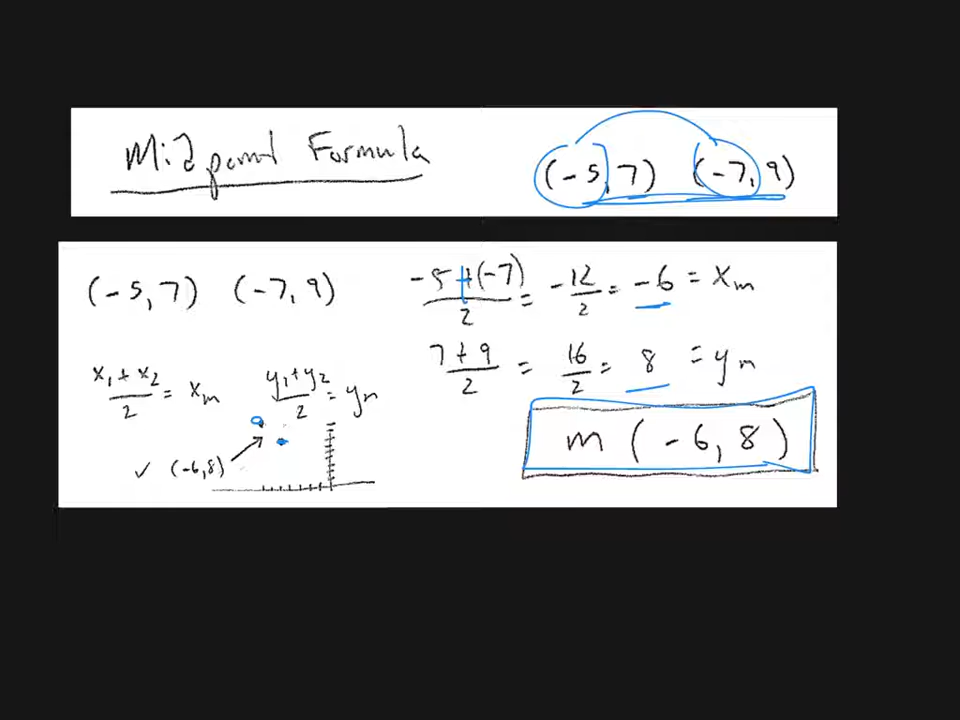 Midpoint Formula
(-5,7) (-7,9)
(-5,7) (-7,9)
x₁+x₂/2 = xₘ
y₁+y₂/2 = yₘ
✓ (-6,8)
-5+(-7)/2 = -12/2 = -6 = xₘ
7+9/2 = 16/2 = 8 = yₘ
m (-6,8)